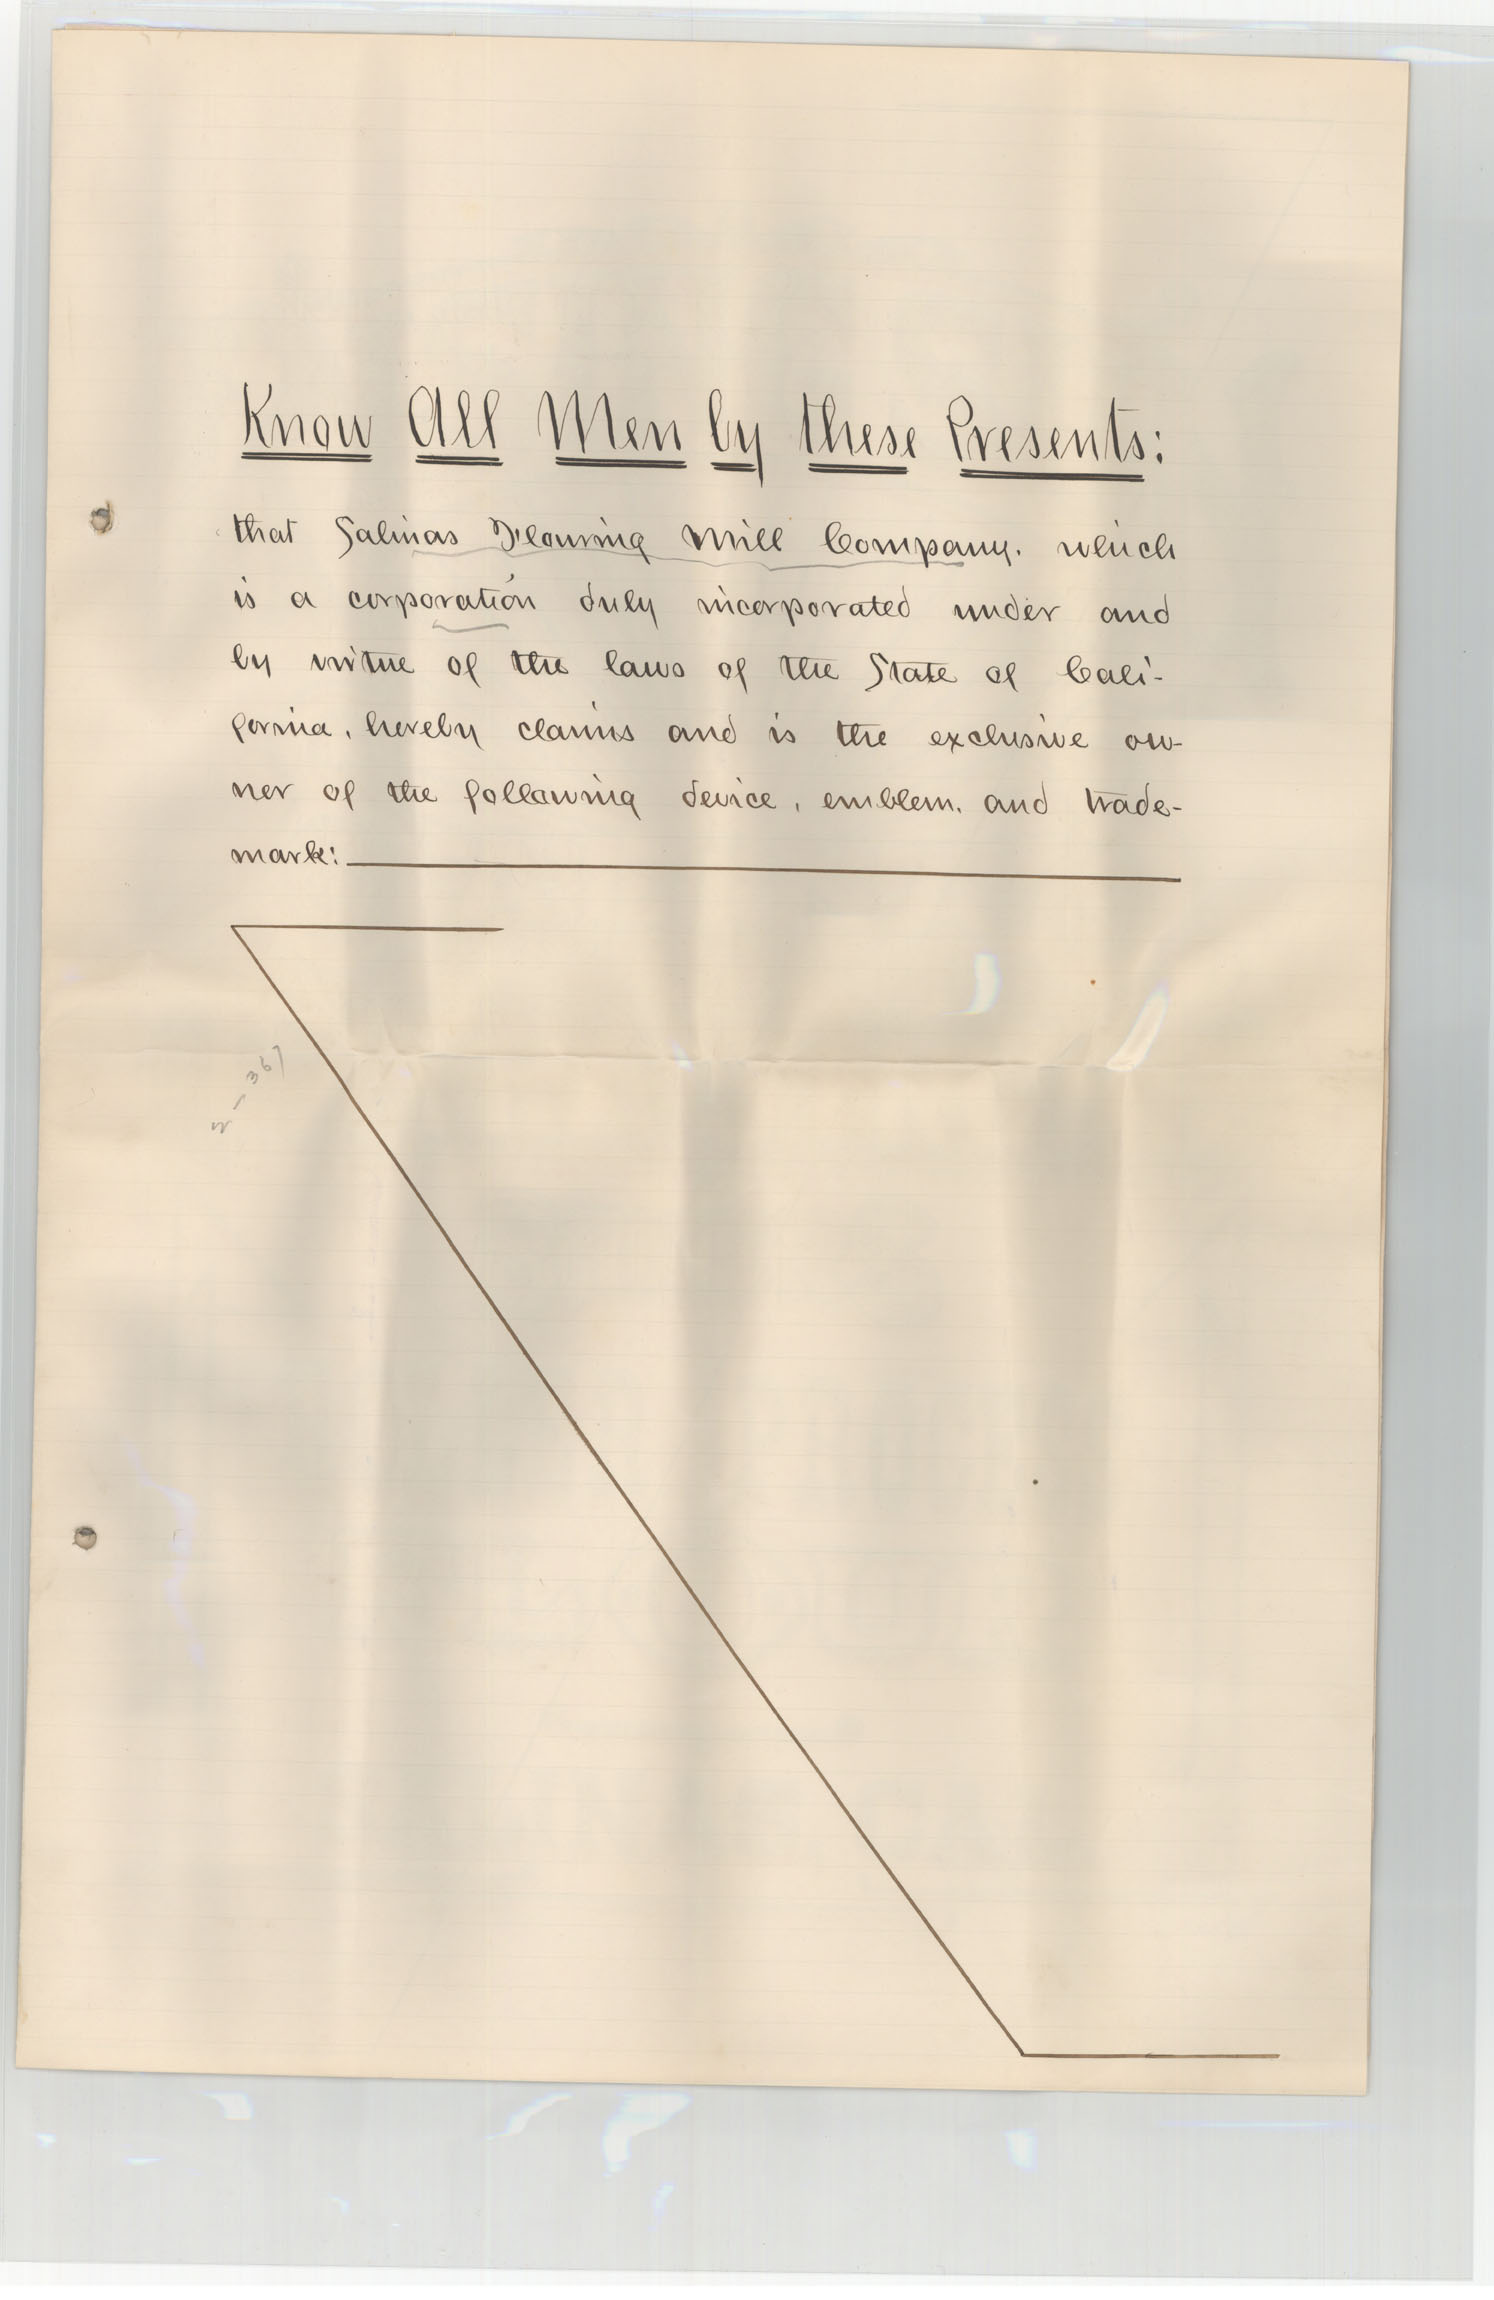 Know All Men by these Presents:
that Salinas Flouring Mill Company, which
is a corporation duly incorporated under and
by virtue of the laws of the State of Cali-
fornia, hereby claims and is the exclusive ow-
ner of the following device, emblem, and trade-
mark: